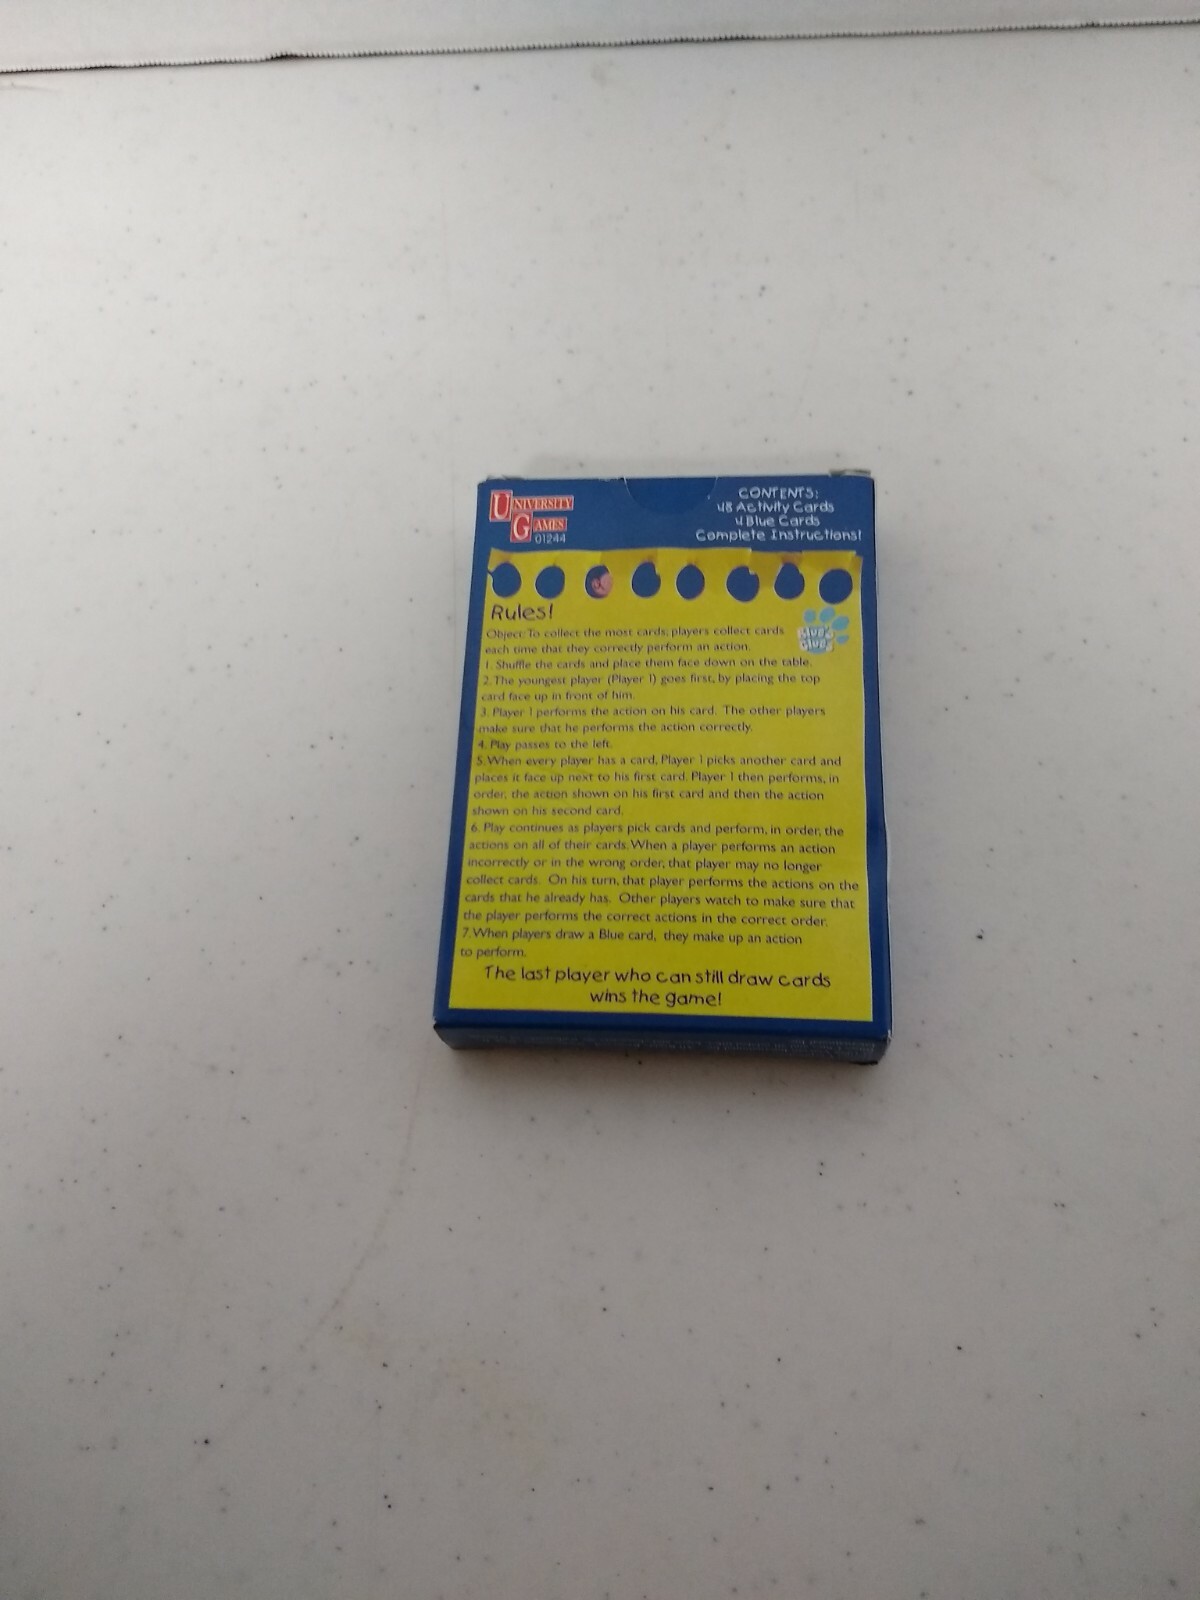 UNIVERSITY
GAMES
01244
CONTENTS:
48 Activity Cards
4 Blue Cards
Complete Instructions!
Rules!
Blue's
Clues
Object: To collect the most cards; players collect cards
each time that they correctly perform an action.
1. Shuffle the cards and place them face down on the table.
2. The youngest player (Player 1) goes first, by placing the top
card face up in front of him.
3. Player 1 performs the action on his card. The other players
make sure that he performs the action correctly.
4. Play passes to the left.
5. When every player has a card, Player 1 picks another card and
places it face up next to his first card. Player 1 then performs, in
order, the action shown on his first card and then the action
shown on his second card.
6. Play continues as players pick cards and perform, in order, the
actions on all of their cards. When a player performs an action
incorrectly or in the wrong order, that player may no longer
collect cards. On his turn, that player performs the actions on the
cards that he already has. Other players watch to make sure that
the player performs the correct actions in the correct order.
7. When players draw a Blue card, they make up an action
to perform.
The last player who can still draw cards
wins the game!